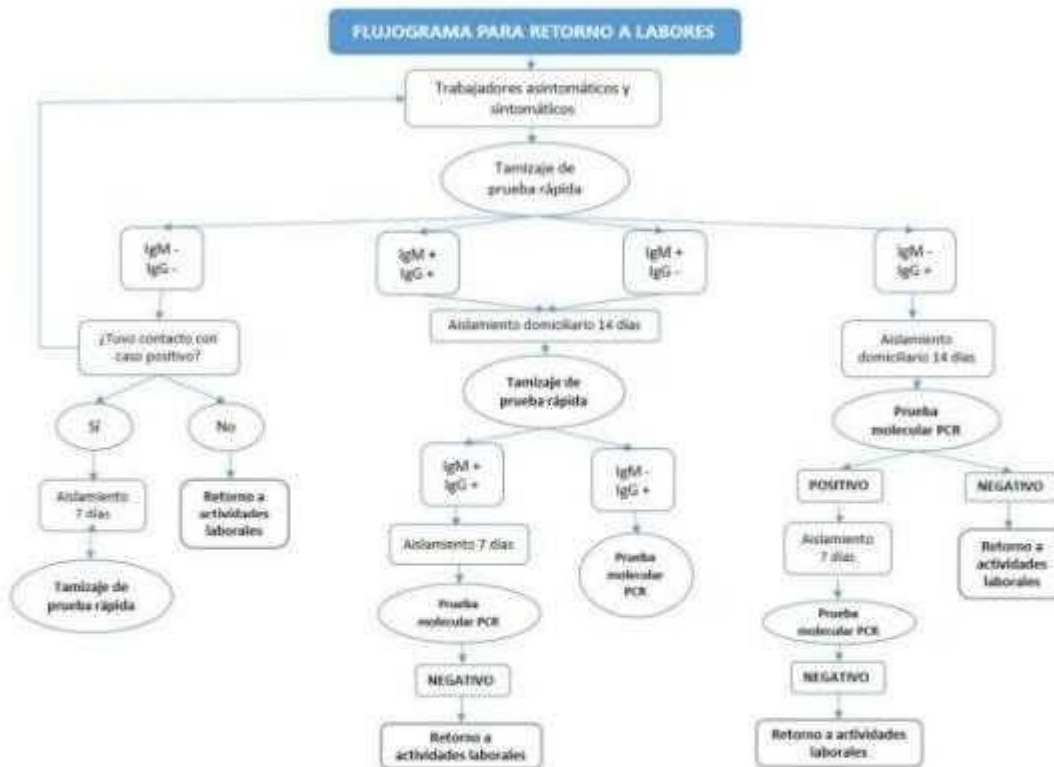 FLUJOGRAMA PARA RETORNO A LABORES
Trabajadores asintomáticos y
sintomáticos
Tamizaje de
prueba rápida
IgM -
IgG -
IgM +
IgG +
IgM +
IgG -
IgM -
IgG +
¿Tuvo contacto con
caso positivo?
Aislamiento domiciliario 14 días
Aislamiento
domiciliario 14 días
Tamizaje de
prueba rápida
Prueba
molecular PCR
Sí
No
IgM +
IgG +
IgM -
IgG +
POSITIVO
NEGATIVO
Aislamiento
7 días
Retorno a
actividades
laborales
Aislamiento 7 días
Prueba
molecular
PCR
Aislamiento
7 días
Retorno a
actividades
laborales
Tamizaje de
prueba rápida
Prueba
molecular PCR
Prueba
molecular PCR
NEGATIVO
NEGATIVO
Retorno a
actividades laborales
Retorno a actividades
laborales